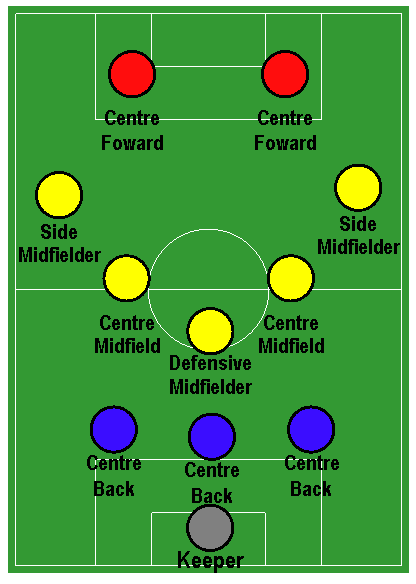 Centre
Foward
Centre
Foward
Side
Midfielder
Side
Midfielder
Centre
Midfield
Centre
Midfield
Defensive
Midfielder
Centre
Back
Centre
Back
Centre
Back
Keeper